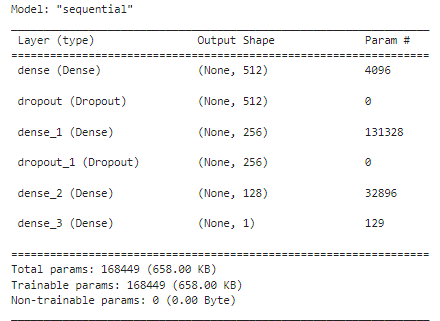 Model: "sequential"
Layer (type) Output Shape Param #
dense (Dense) (None, 512) 4096
dropout (Dropout) (None, 512) 0
dense_1 (Dense) (None, 256) 131328
dropout_1 (Dropout) (None, 256) 0
dense_2 (Dense) (None, 128) 32896
dense_3 (Dense) (None, 1) 129
Total params: 168449 (658.00 KB)
Trainable params: 168449 (658.00 KB)
Non-trainable params: 0 (0.00 Byte)